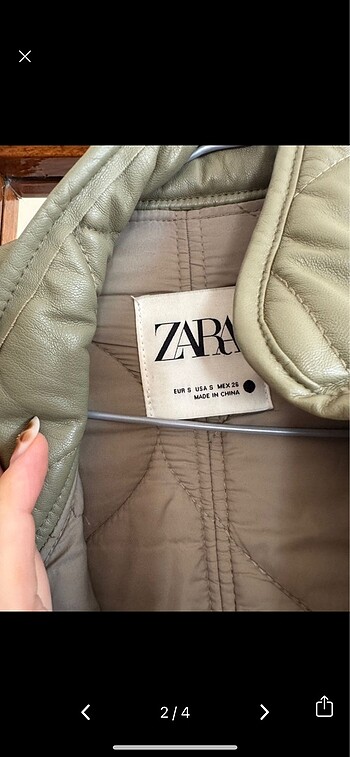 ZARA
EUR S USA S MEX 26
MADE IN CHINA
2/4